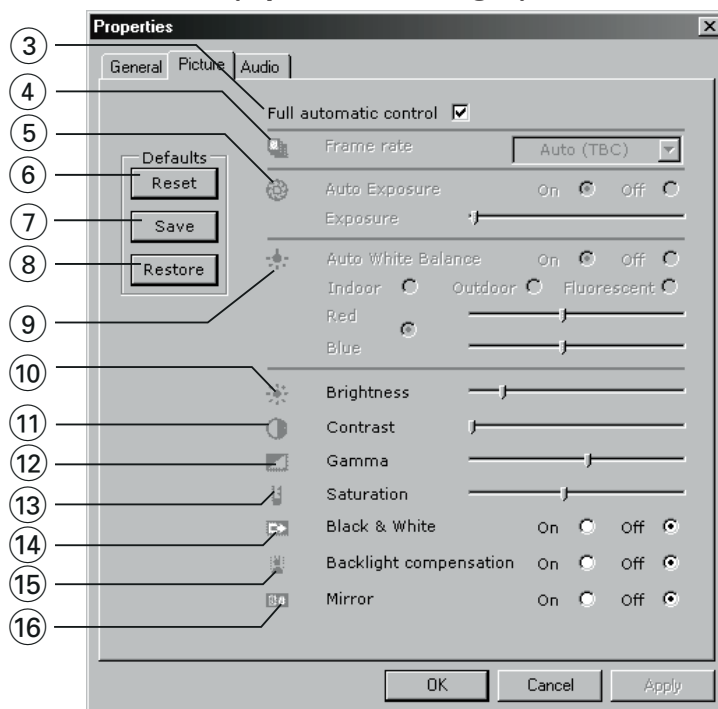 Properties
General Picture Audio
3
Full automatic control
4
Frame rate Auto (TBC)
5
Auto Exposure On Off
Exposure
Defaults
6
Reset
7
Save
8
Restore
9
Auto White Balance On Off
Indoor Outdoor Fluorescent
Red
Blue
10
Brightness
11
Contrast
12
Gamma
13
Saturation
14
Black & White On Off
15
Backlight compensation On Off
16
Mirror On Off
OK Cancel Apply